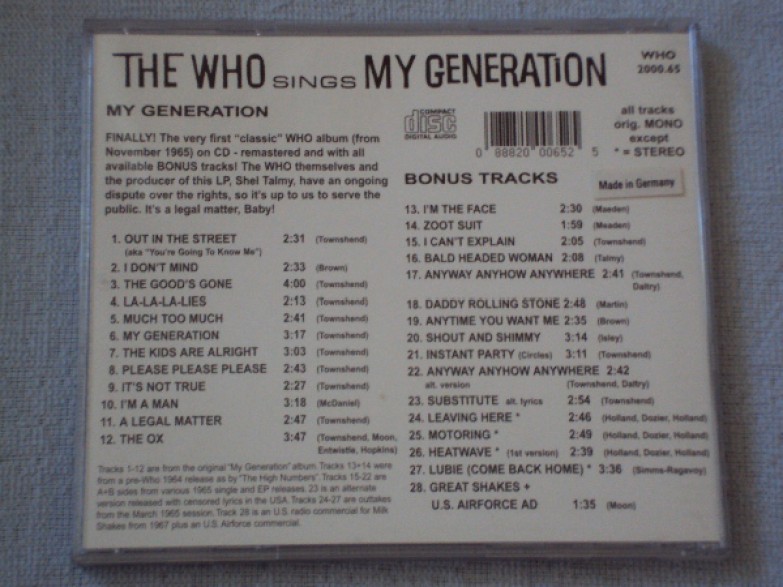 THE WHO SINGS MY GENERATION
WHO
2000.65
MY GENERATION
FINALLY! The very first "classic" WHO album (from
November 1965) on CD - remastered and with all
available BONUS tracks! The WHO themselves and
the producer of this LP, Shel Talmy, have an ongoing
dispute over the rights, so it's up to us to serve the
public. It's a legal matter, Baby!
1. OUT IN THE STREET 2:31 (Townshend)
(aka "You're Going To Know Me")
2. I DON'T MIND 2:33 (Brown)
3. THE GOOD'S GONE 4:00 (Townshend)
4. LA-LA-LA-LIES 2:13 (Townshend)
5. MUCH TOO MUCH 2:41 (Townshend)
6. MY GENERATION 3:17 (Townshend)
7. THE KIDS ARE ALRIGHT 3:03 (Townshend)
8. PLEASE PLEASE PLEASE 2:43 (Townshend)
9. IT'S NOT TRUE 2:27 (Townshend)
10. I'M A MAN 3:18 (McDaniel)
11. A LEGAL MATTER 2:47 (Townshend)
12. THE OX 3:47 (Townshend, Moon,
Entwistle, Hopkins)
Tracks 1-12 are from the original "My Generation" album. Tracks 13+14 were
from a pre-Who 1964 release as by "The High Numbers". Tracks 15-22 are
A+B sides from various 1965 single and EP releases. 23 is an alternate
version released with censored lyrics in the USA. Tracks 24-27 are outtakes
from the March 1965 session. Track 28 is an U.S. radio commercial for Milk
Shakes from 1967 plus an U.S. Airforce commercial.
COMPACT
disc
DIGITAL AUDIO
0 88820 00652 5
all tracks
orig. MONO
except
* = STEREO
Made in Germany
BONUS TRACKS
13. I'M THE FACE 2:30 (Maeden)
14. ZOOT SUIT 1:59 (Meaden)
15. I CAN'T EXPLAIN 2:05 (Townshend)
16. BALD HEADED WOMAN 2:08 (Talmy)
17. ANYWAY ANYHOW ANYWHERE 2:41 (Townshend,
Daltry)
18. DADDY ROLLING STONE 2:48 (Martin)
19. ANYTIME YOU WANT ME 2:35 (Brown)
20. SHOUT AND SHIMMY 3:14 (Isley)
21. INSTANT PARTY (Circles) 3:11 (Townshend)
22. ANYWAY ANYHOW ANYWHERE 2:42
alt. version (Townshend, Daltry)
23. SUBSTITUTE alt. lyrics 2:54 (Townshend)
24. LEAVING HERE * 2:46 (Holland, Dozier, Holland)
25. MOTORING * 2:49 (Holland, Dozier, Holland)
26. HEATWAVE * (1st version) 2:39 (Holland, Dozier, Holland)
27. LUBIE (COME BACK HOME) * 3:36 (Simms-Ragavoy)
28. GREAT SHAKES +
U.S. AIRFORCE AD 1:35 (Moon)